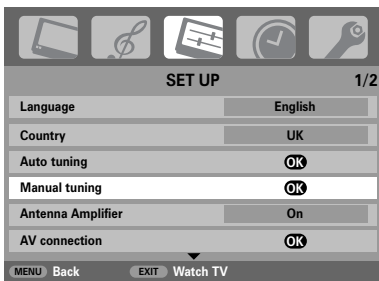 SET UP 1/2
Language English
Country UK
Auto tuning OK
Manual tuning OK
Antenna Amplifier On
AV connection OK
MENU Back EXIT Watch TV